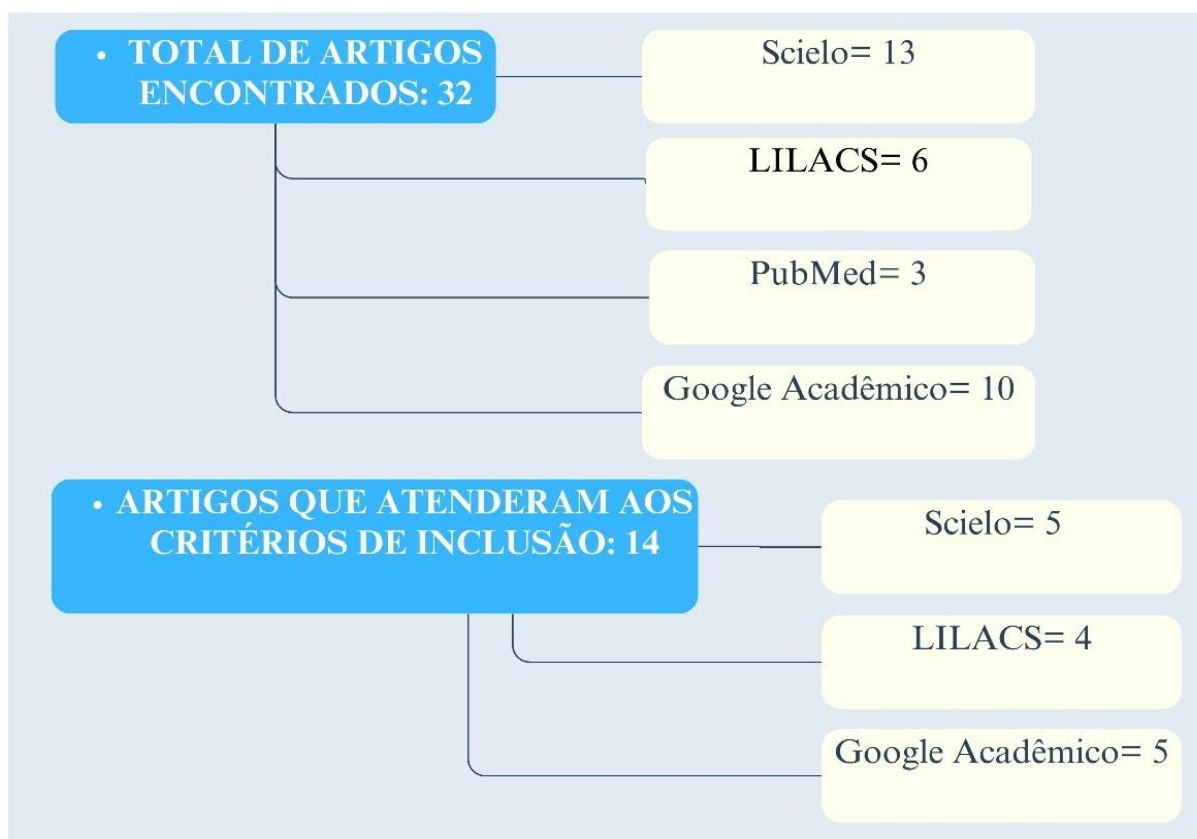 • TOTAL DE ARTIGOS
ENCONTRADOS: 32
Scielo= 13
LILACS= 6
PubMed= 3
Google Acadêmico= 10
• ARTIGOS QUE ATENDERAM AOS
CRITÉRIOS DE INCLUSÃO: 14
Scielo= 5
LILACS= 4
Google Acadêmico= 5